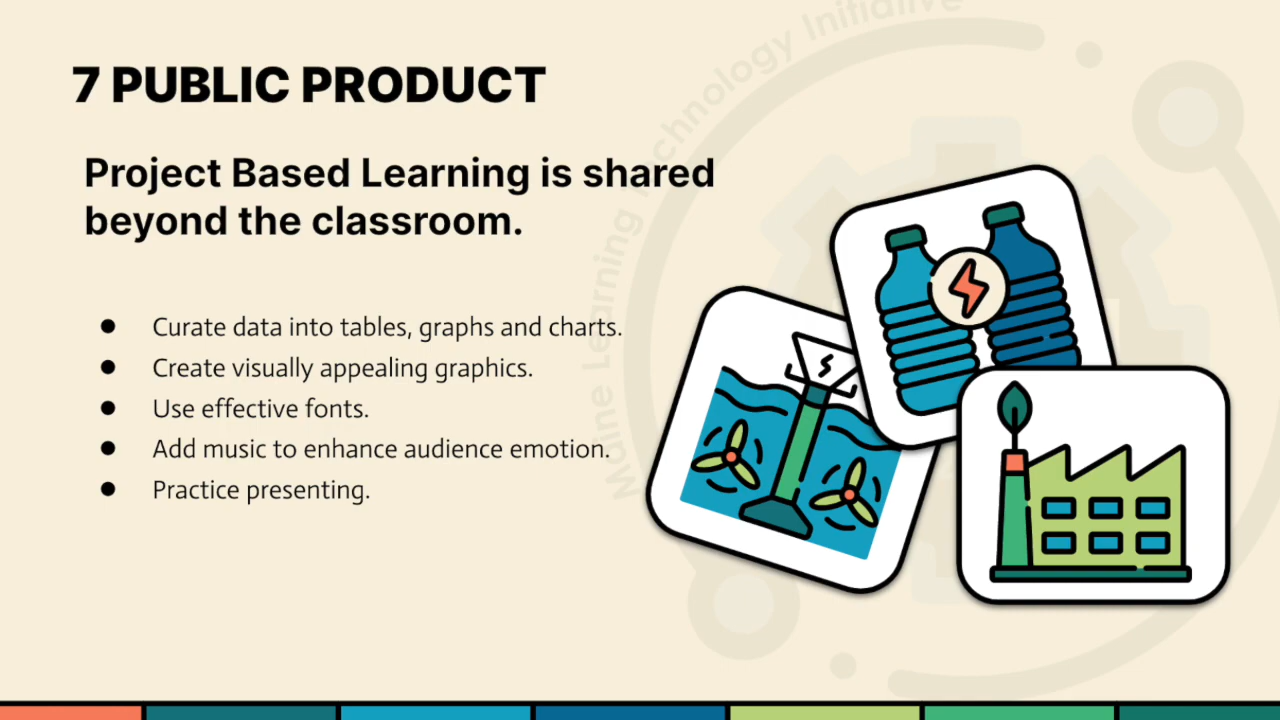 7 PUBLIC PRODUCT
Project Based Learning is shared
beyond the classroom.
● Curate data into tables, graphs and charts.
● Create visually appealing graphics.
● Use effective fonts.
● Add music to enhance audience emotion.
● Practice presenting.
Maine Learning Technology Initiative